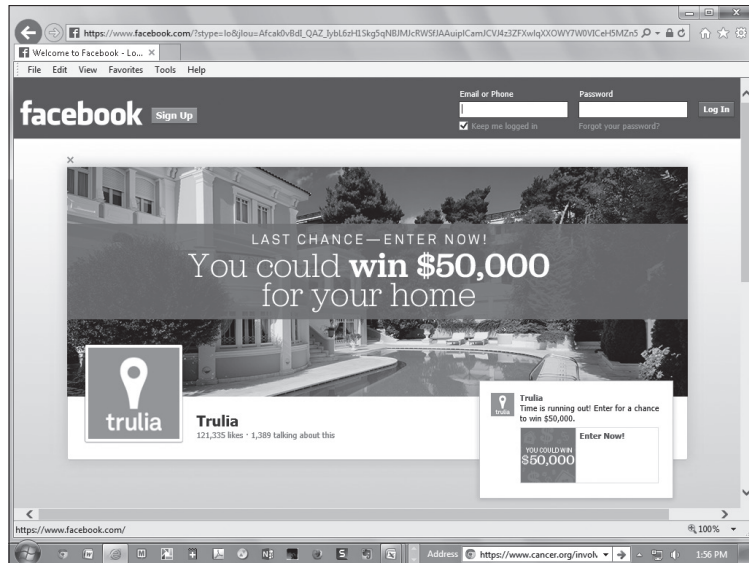 https://www.facebook.com/?stype=lo&jlou=Afcak0vBdl_QAZ_IybL6zH1Skg5qNBJMJcRWSfJAAuiplCamJCVJ4z3ZFXwlqXXOWY7W0VICeH5MZn5
Welcome to Facebook - Lo...
File Edit View Favorites Tools Help
facebook Sign Up
Email or Phone Password
Log In
Keep me logged in Forgot your password?
LAST CHANCE—ENTER NOW!
You could win $50,000
for your home
trulia
Trulia
121,335 likes · 1,389 talking about this
trulia
Trulia
Time is running out! Enter for a chance
to win $50,000.
YOU COULD WIN
$50,000
Enter Now!
https://www.facebook.com/
100%
Address https://www.cancer.org/involv
1:56 PM